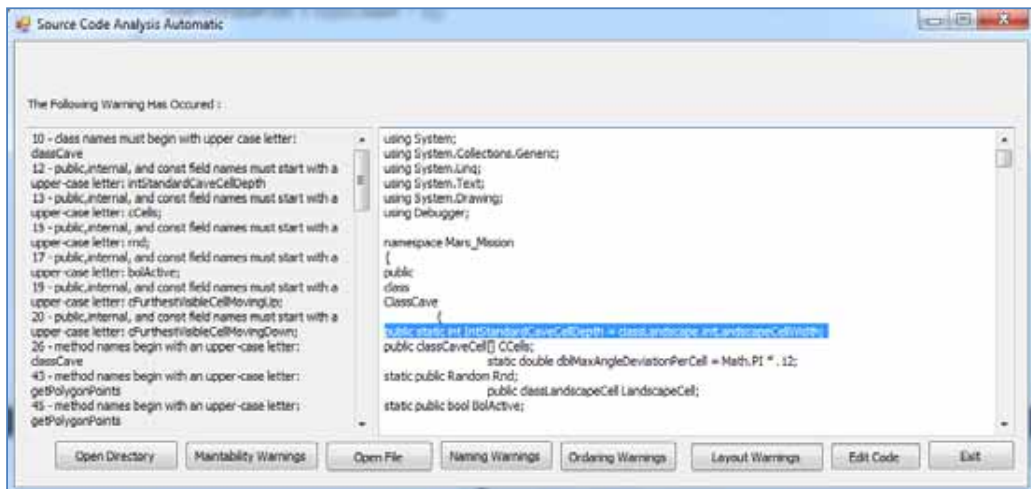 Source Code Analysis Automatic
The Following Warning Has Occured :
10 - class names must begin with upper case letter:
classCave
12 - public,internal, and const field names must start with a
upper-case letter: intStandardCaveCellDepth
13 - public,internal, and const field names must start with a
upper-case letter: cCells;
15 - public,internal, and const field names must start with a
upper-case letter: rnd;
17 - public,internal, and const field names must start with a
upper-case letter: bolActive;
19 - public,internal, and const field names must start with a
upper-case letter: cFurthestVisibleCellMovingUp;
20 - public,internal, and const field names must start with a
upper-case letter: cFurthestVisibleCellMovingDown;
26 - method names begin with an upper-case letter:
classCave
43 - method names begin with an upper-case letter:
getPolygonPoints
45 - method names begin with an upper-case letter:
getPolygonPoints
using System;
using System.Collections.Generic;
using System.Linq;
using System.Text;
using System.Drawing;
using Debugger;
namespace Mars_Mission
{
public
class
ClassCave
{
public static int IntStandardCaveCellDepth = classLandscape.intLandscapeCellWidth;
public classCaveCell[] CCells;
static double dblMaxAngleDeviationPerCell = Math.PI * .12;
static public Random Rnd;
public classLandscapeCell LandscapeCell;
static public bool BolActive;
Open Directory
Maintability Warnings
Open File
Naming Warnings
Ordering Warnings
Layout Warnings
Edit Code
Exit